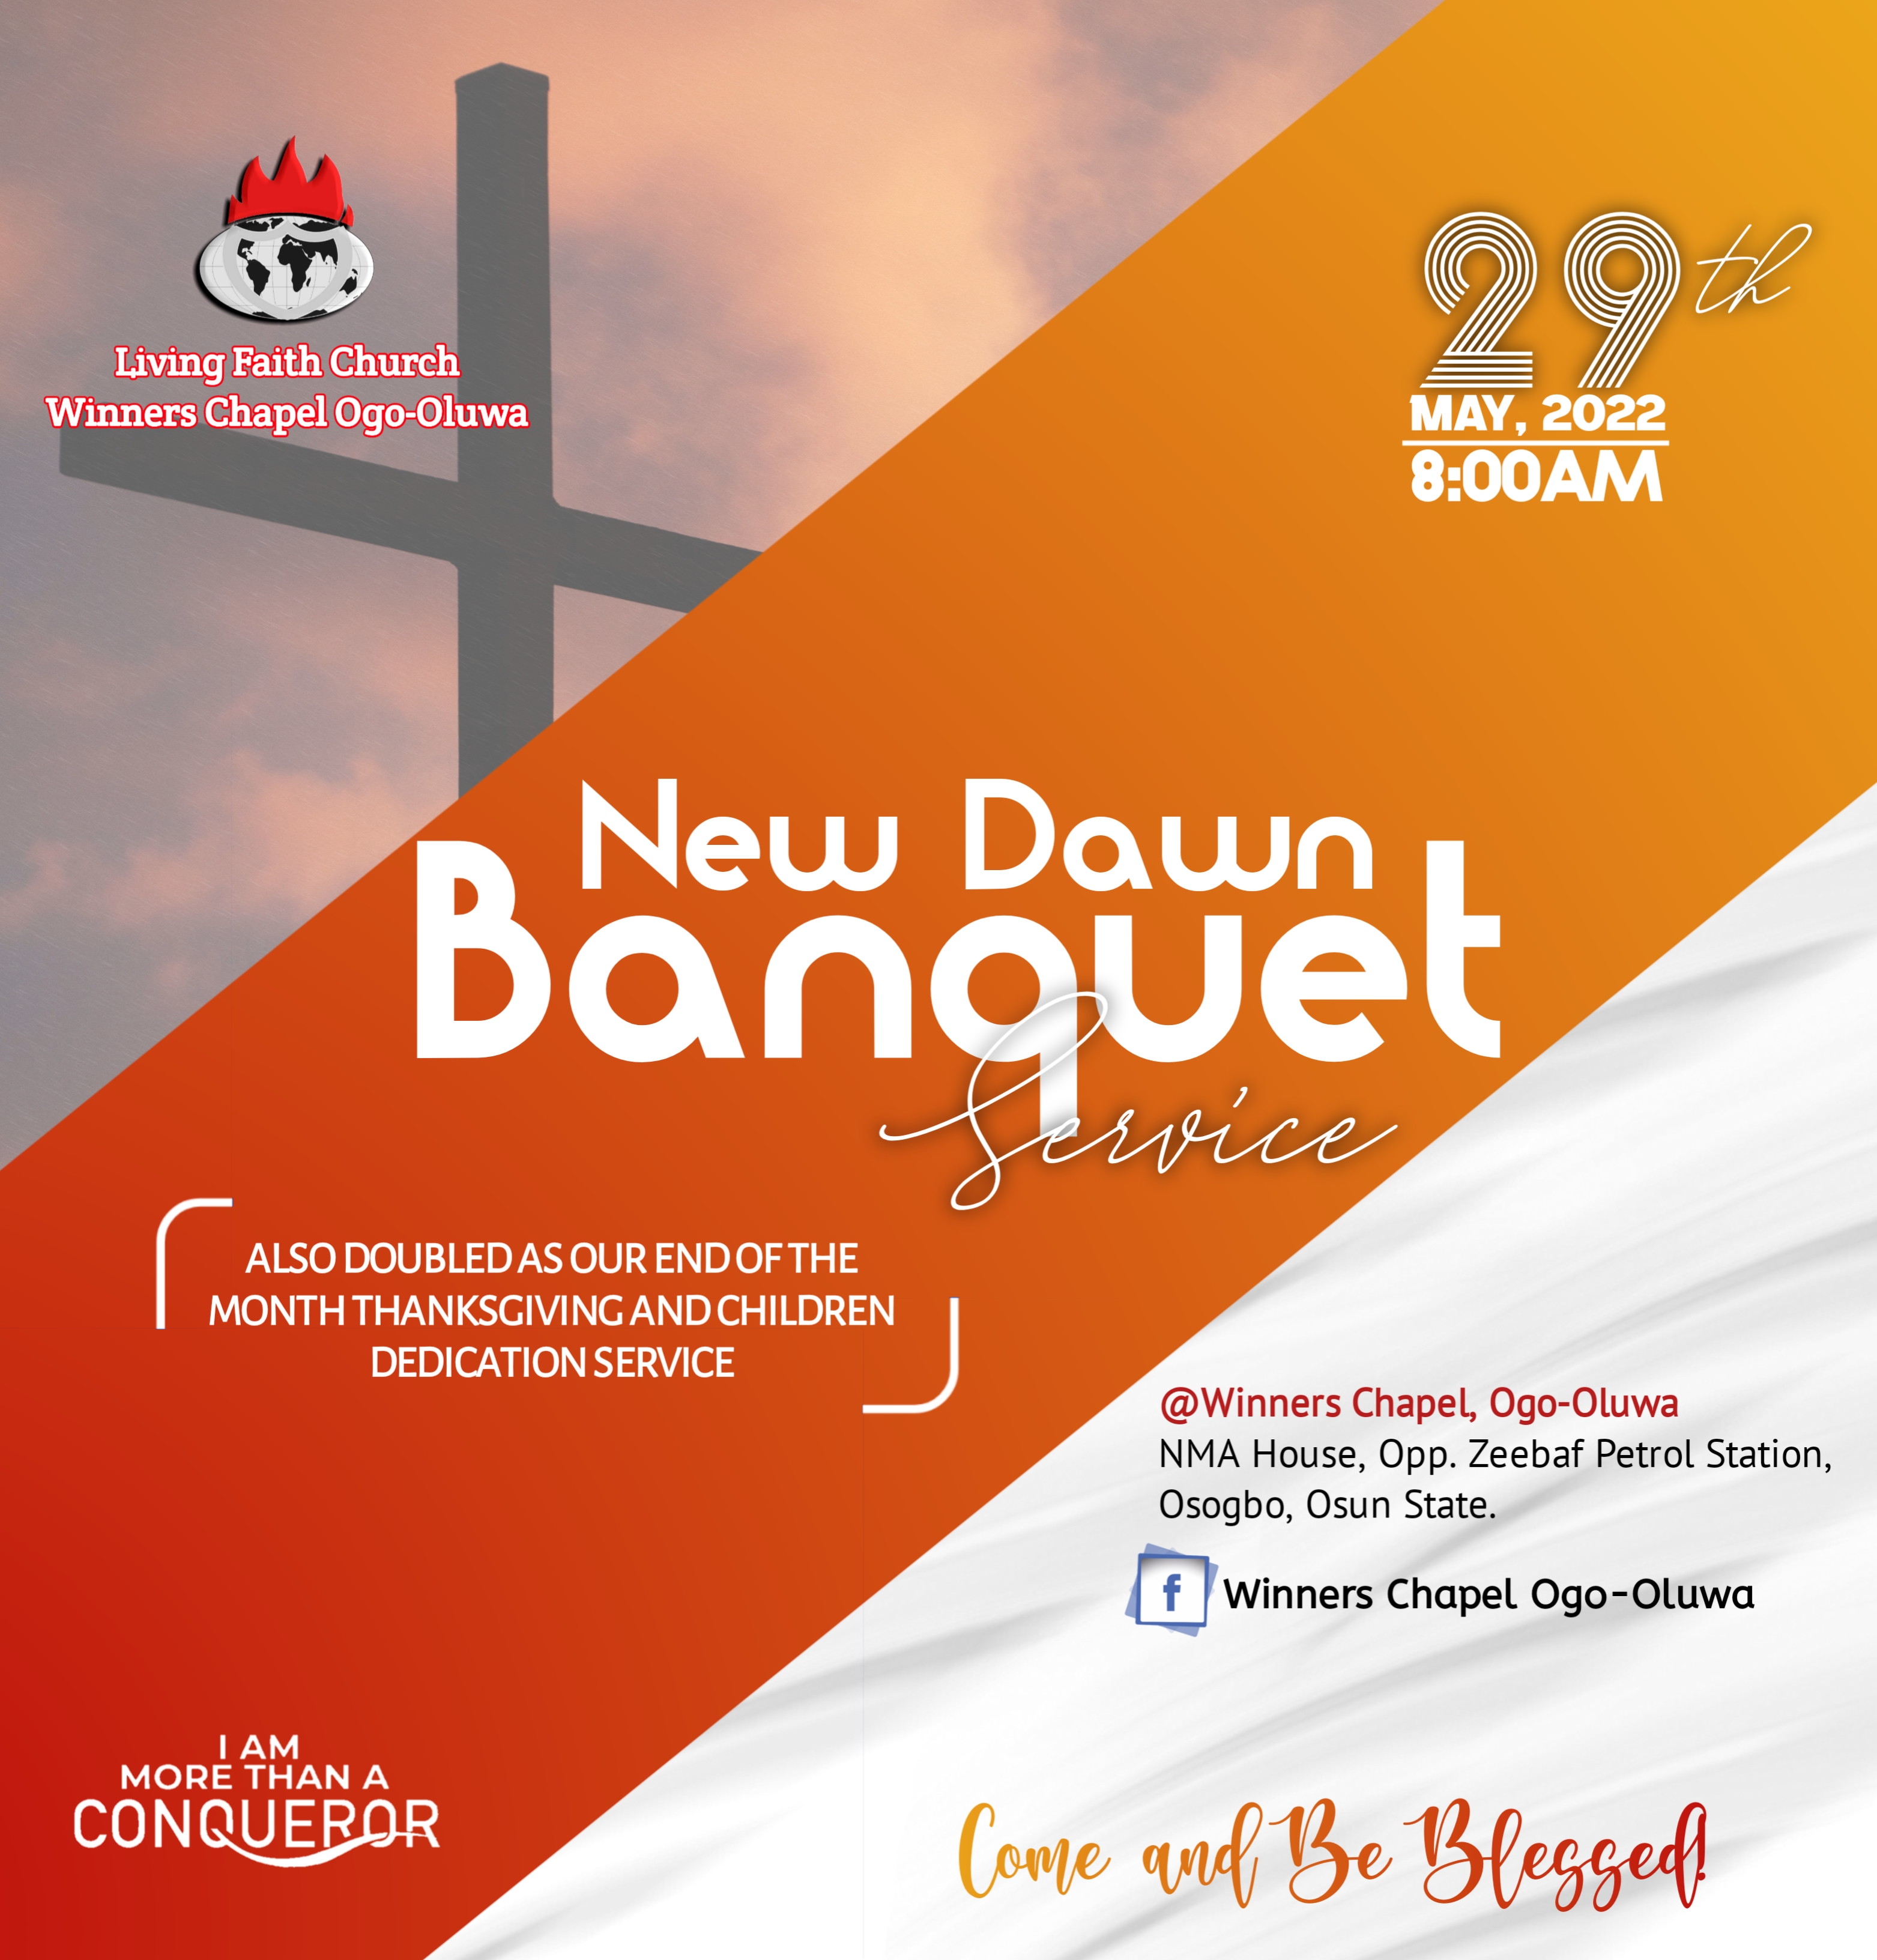 Living Faith Church
Winners Chapel Ogo-Oluwa
29th
MAY, 2022
8:00AM
New Dawn
Banquet
Service
ALSO DOUBLED AS OUR END OF THE
MONTH THANKSGIVING AND CHILDREN
DEDICATION SERVICE
@Winners Chapel, Ogo-Oluwa
NMA House, Opp. Zeebaf Petrol Station,
Osogbo, Osun State.
f Winners Chapel Ogo-Oluwa
I AM
MORE THAN A
CONQUEROR
Come and Be Blessed!